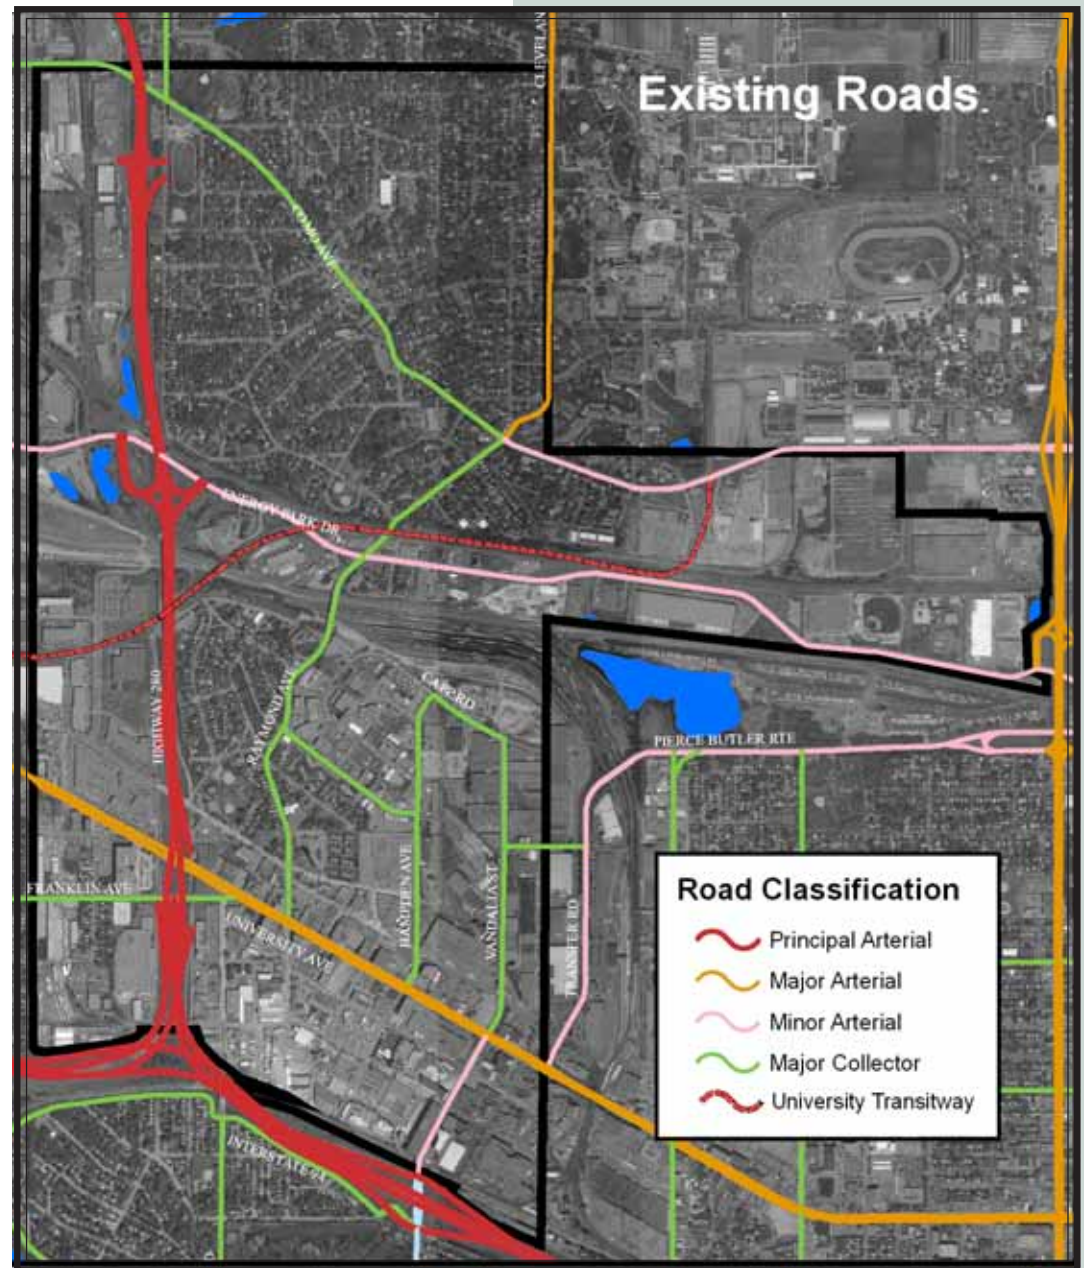 CLEVELAN
Existing Roads
COMO AVE
ENERGY PARK DR.
HIGHWAY 280
RAYMOND AVE
CAPO RD
PIERCE BUTLER RTE
FRANKLIN AVE
UNIVERSITY AVE
HAMPDEN AVE
VANDALIA ST
TRANSFER RD
INTERSTATE 94
Road Classification
Principal Arterial
Major Arterial
Minor Arterial
Major Collector
University Transitway